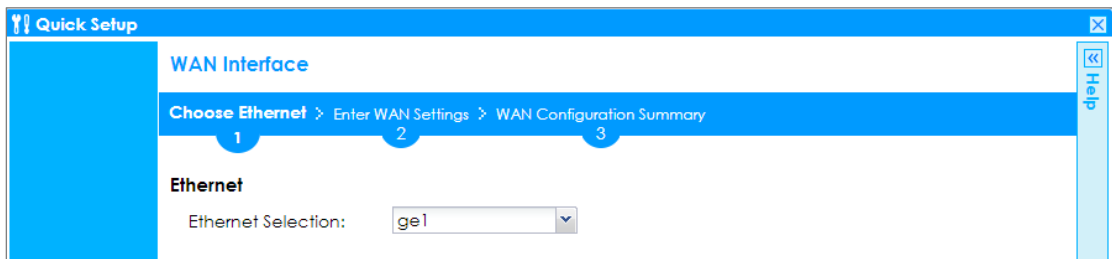 Quick Setup
WAN Interface
Choose Ethernet > Enter WAN Settings > WAN Configuration Summary
1 2 3
Ethernet
Ethernet Selection: ge1
Help